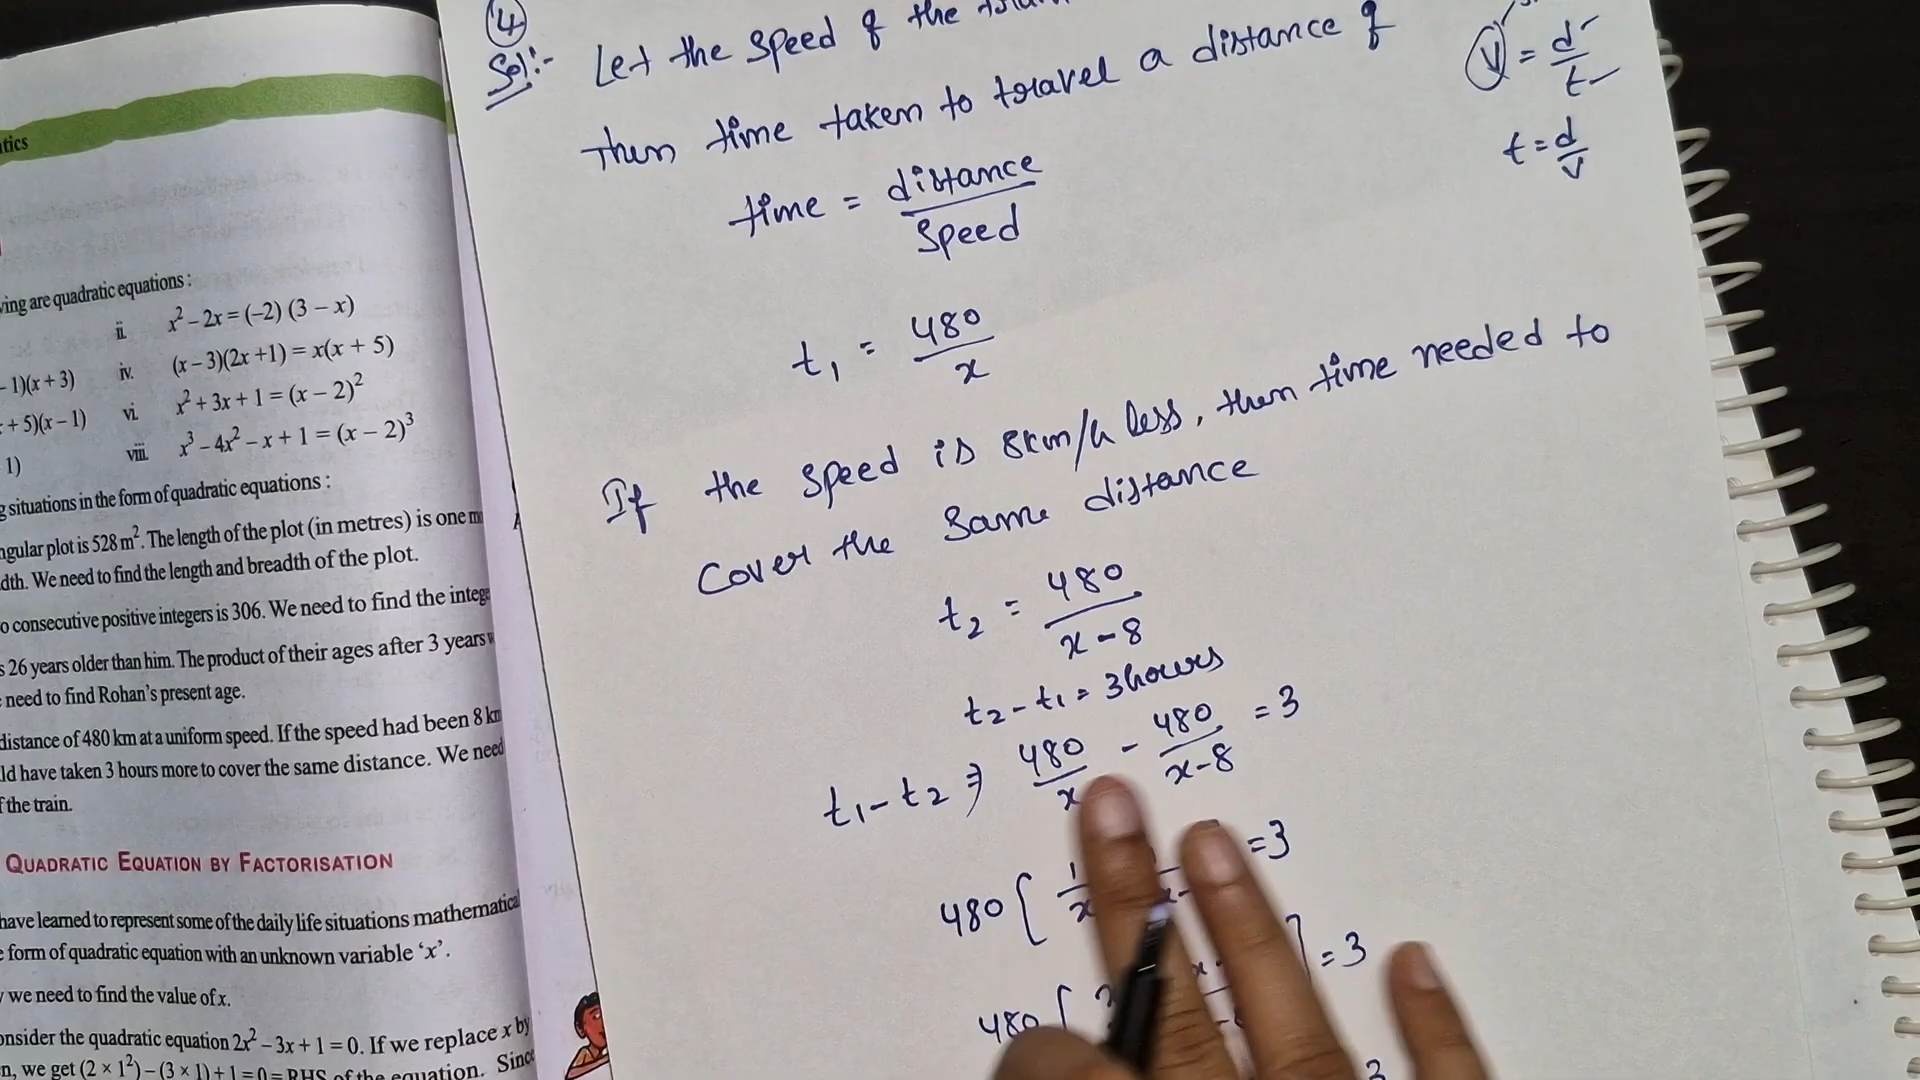 tics
ving are quadratic equations :
ii. x² – 2x = (–2) (3 – x)
– 1)(x + 3) iv. (x – 3)(2x +1) = x(x + 5)
+ 5)(x – 1) vi. x² + 3x + 1 = (x – 2)²
1) viii. x³ – 4x² – x + 1 = (x – 2)³
g situations in the form of quadratic equations :
ngular plot is 528 m². The length of the plot (in metres) is one m
dth. We need to find the length and breadth of the plot.
o consecutive positive integers is 306. We need to find the intege
s 26 years older than him. The product of their ages after 3 years w
need to find Rohan's present age.
distance of 480 km at a uniform speed. If the speed had been 8 km
ld have taken 3 hours more to cover the same distance. We need
f the train.
QUADRATIC EQUATION BY FACTORISATION
have learned to represent some of the daily life situations mathematica
form of quadratic equation with an unknown variable 'x'.
we need to find the value of x.
onsider the quadratic equation 2x² – 3x + 1 = 0. If we replace x by
n, we get (2 × 1²) – (3 × 1) + 1 = 0 = RHS of the equation. Since
4
Sol:- Let the speed of the
Then time taken to travel a distance of
time = distance/speed
V = d/t
t = d/v
t₁ = 480/x
If the speed is 8km/h less, then time needed to
cover the same distance
t₂ = 480/x-8
t₂ - t₁ = 3hours
t₁ - t₂ ⇒ 480/x - 480/x-8 = 3
480 [ 1/x = 3
480 [ ] = 3
3